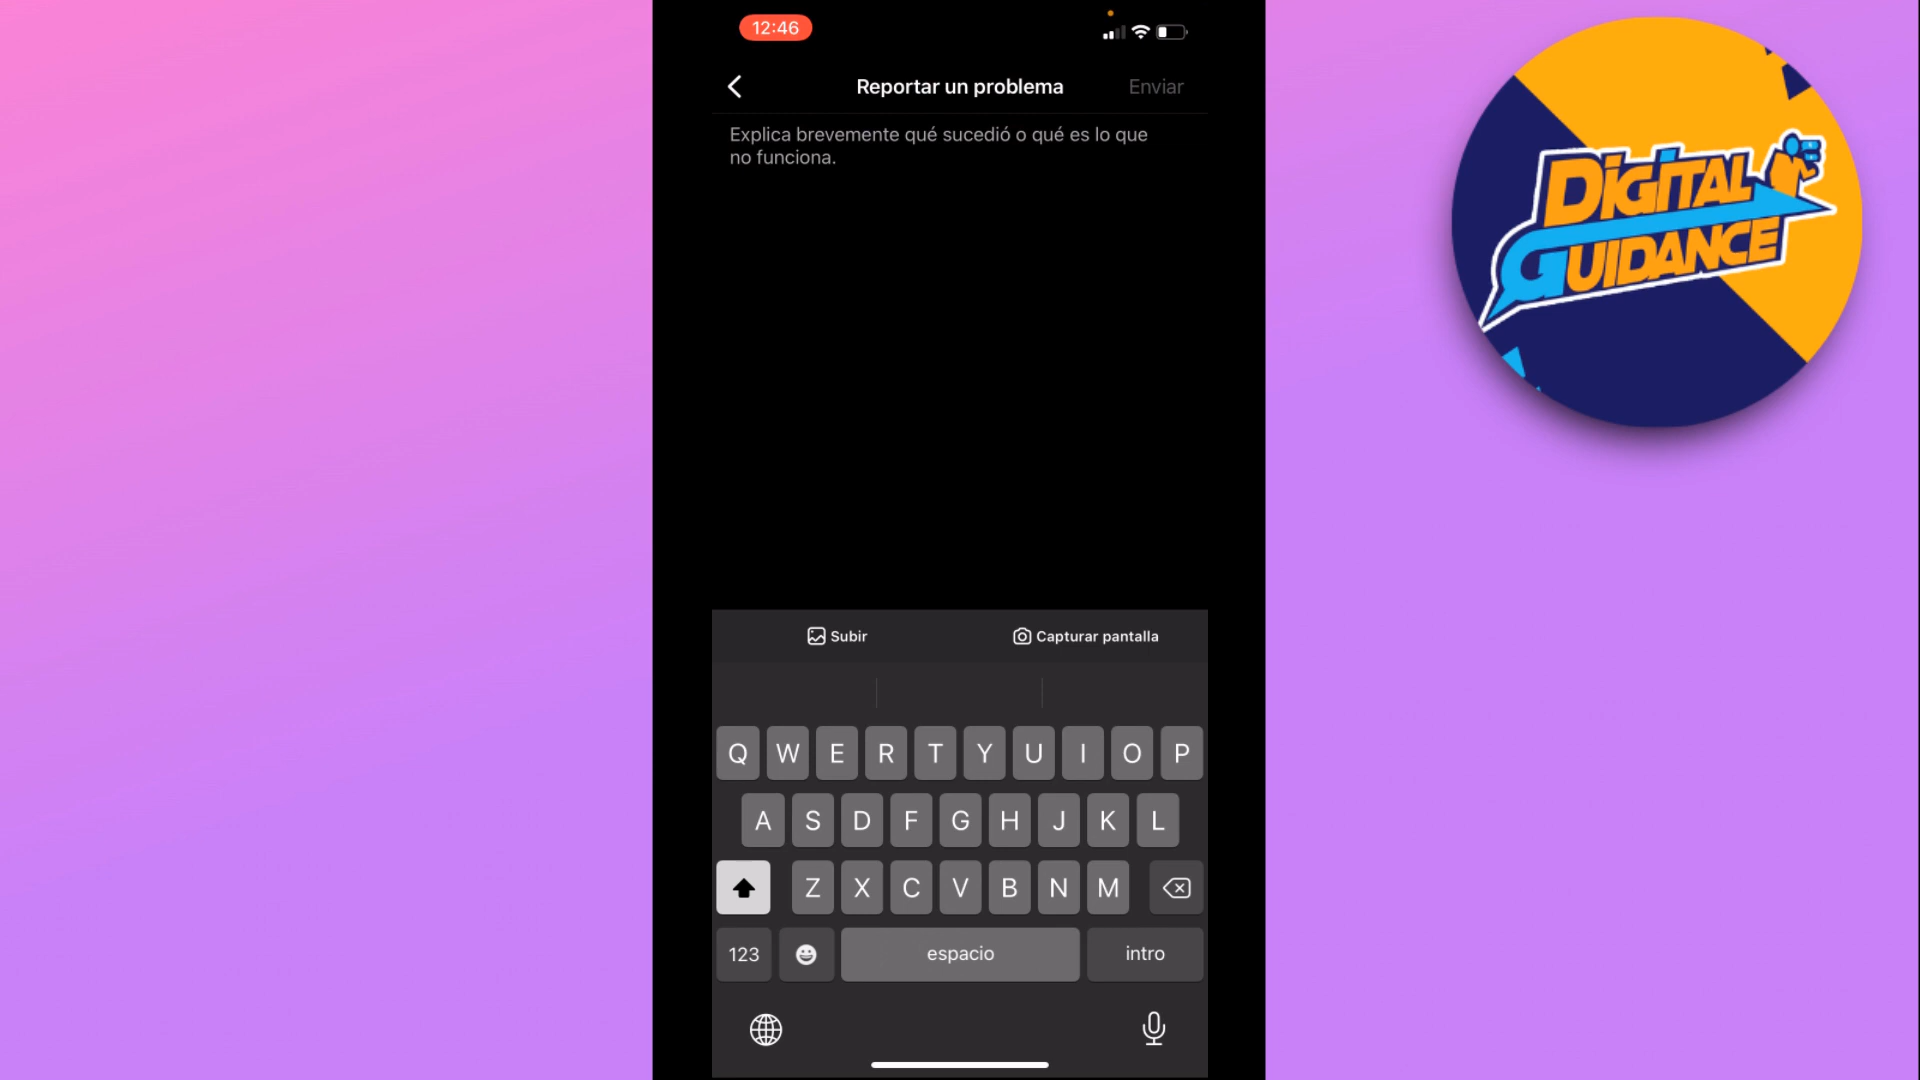 12:46
Reportar un problema
Enviar
Explica brevemente qué sucedió o qué es lo que
no funciona.
DIGITAL
GUIDANCE
Subir
Capturar pantalla
Q W E R T Y U I O P
A S D F G H J K L
Z X C V B N M
123
espacio
intro